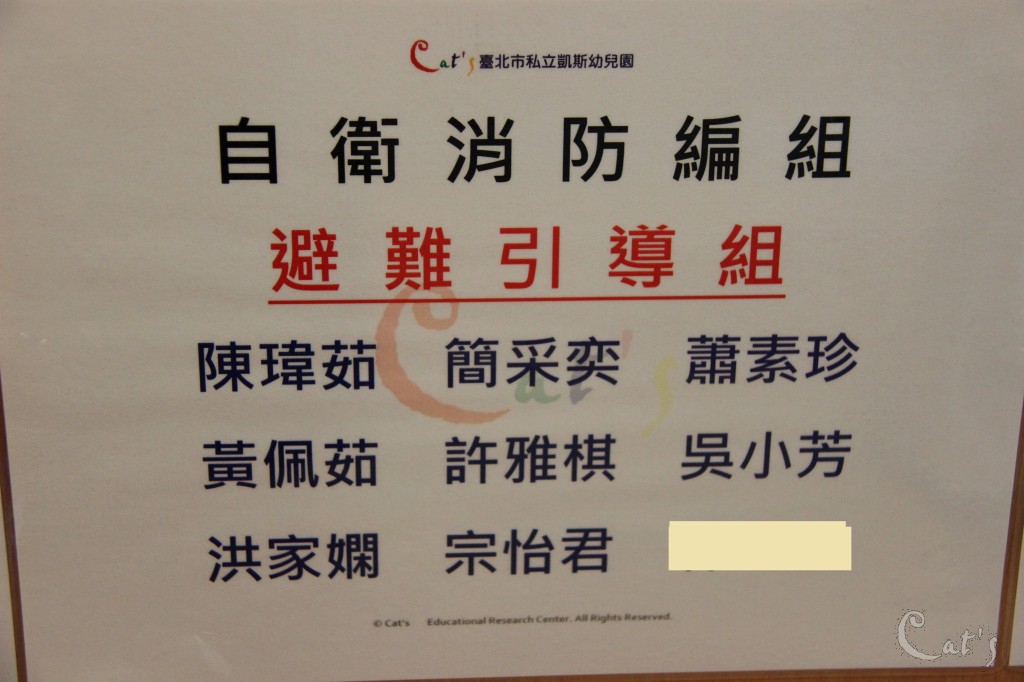 Cat's 臺北市私立凱斯幼兒園
自衛消防編組
避難引導組
Cat's
陳瑋茹 簡采奕 蕭素珍
黃佩茹 許雅棋 吳小芳
洪家嫻 宗怡君
© Cat's Educational Research Center. All Rights Reserved.
Cat's